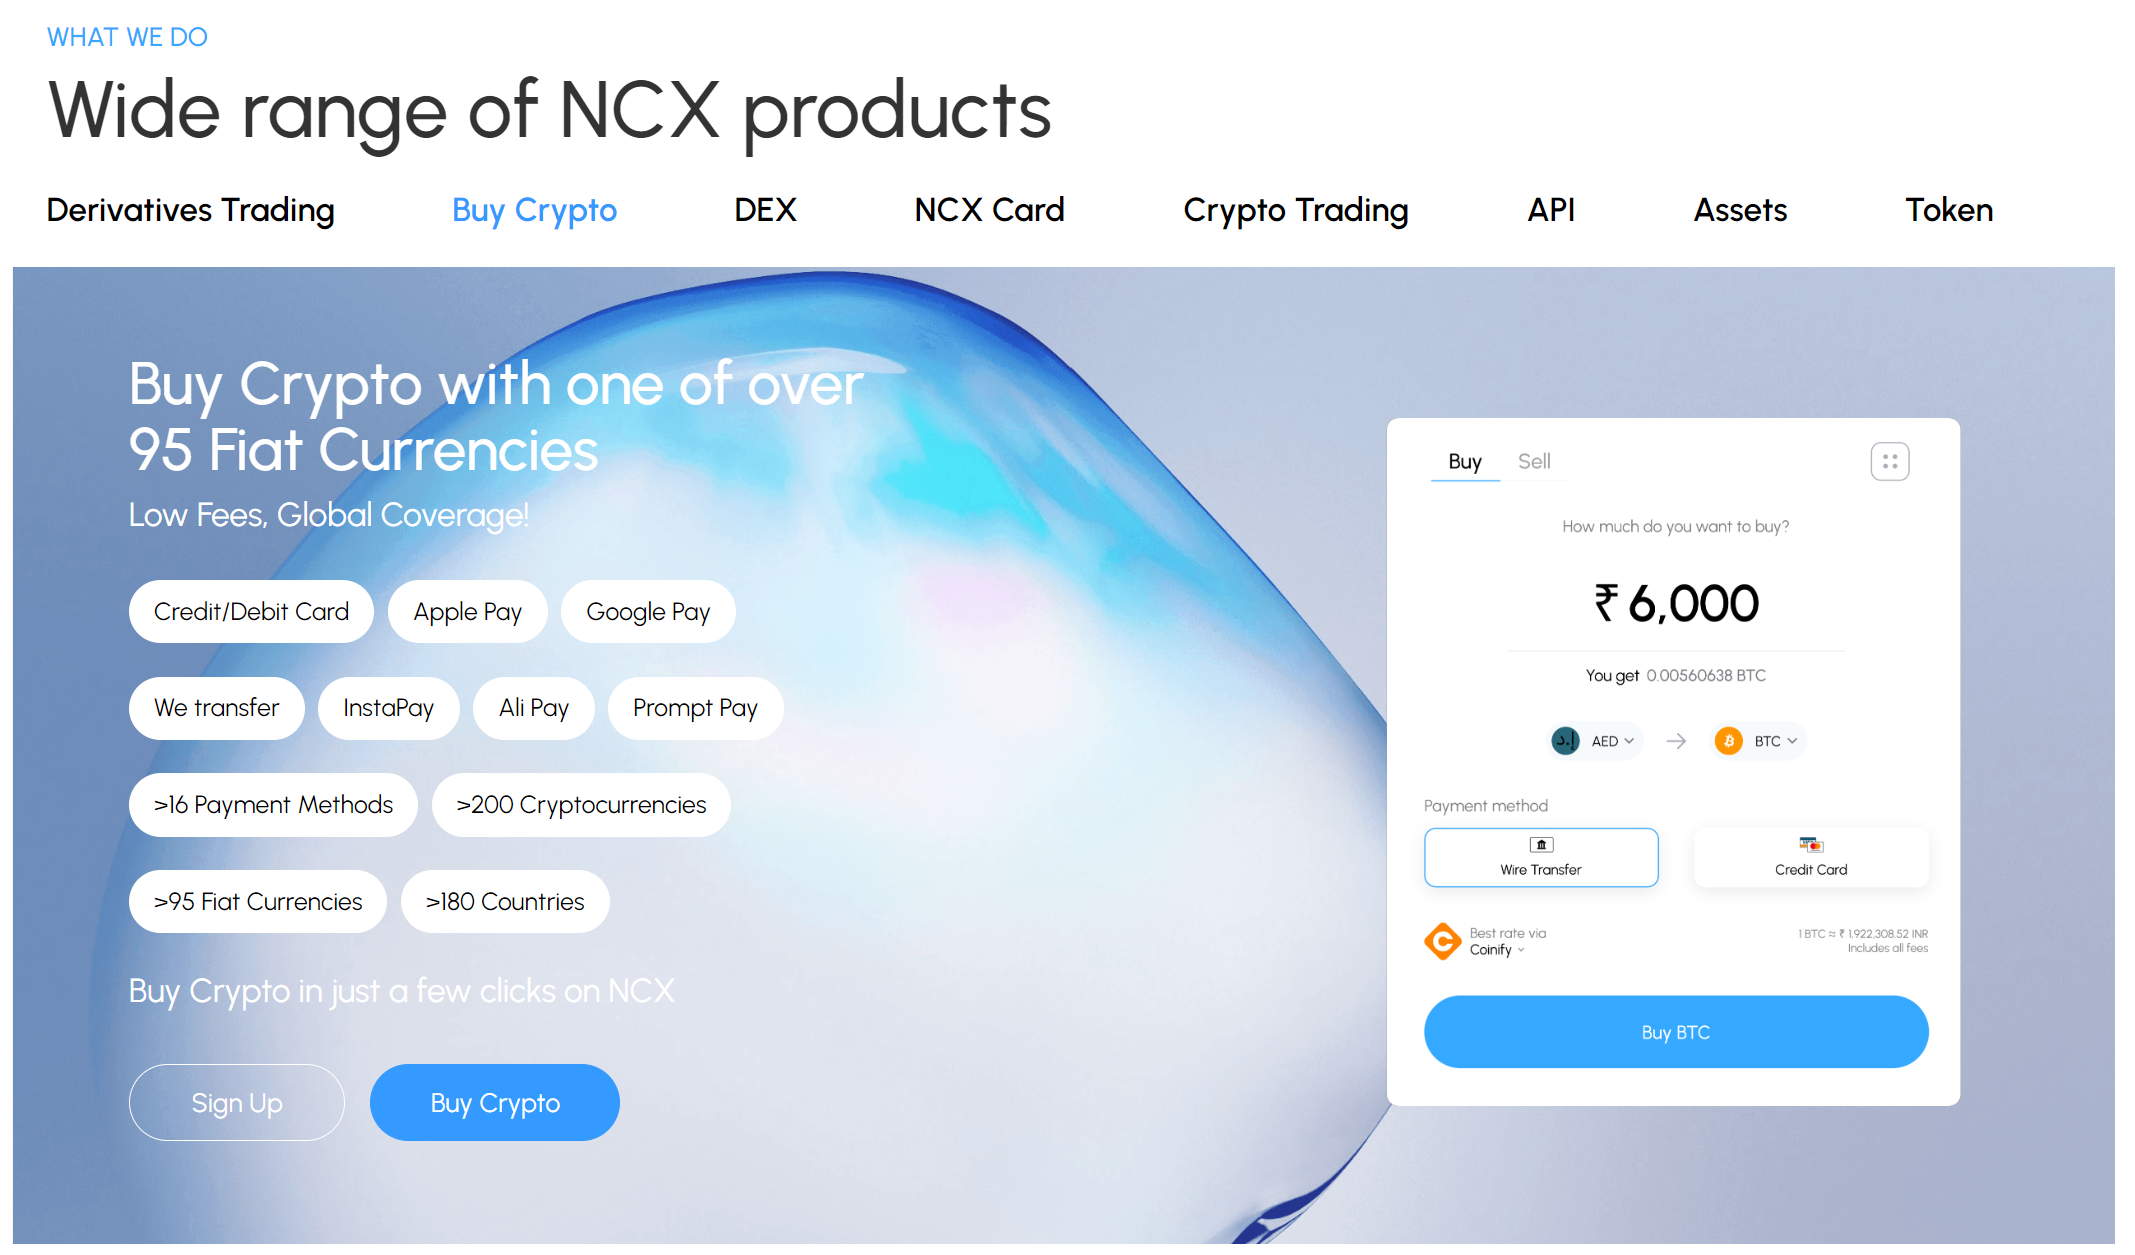 WHAT WE DO
Wide range of NCX products
Derivatives Trading Buy Crypto DEX NCX Card Crypto Trading API Assets Token
Buy Crypto with one of over
95 Fiat Currencies
Low Fees, Global Coverage!
Credit/Debit Card Apple Pay Google Pay
We transfer InstaPay Ali Pay Prompt Pay
>16 Payment Methods >200 Cryptocurrencies
>95 Fiat Currencies >180 Countries
Buy Crypto in just a few clicks on NCX
Sign Up Buy Crypto
Buy Sell
How much do you want to buy?
₹ 6,000
You get 0.00560638 BTC
د.إ AED → BTC
Payment method
Wire Transfer Credit Card
Best rate via
Coinify
1 BTC ≈ ₹ 1,922,308.52 INR
Includes all fees
Buy BTC